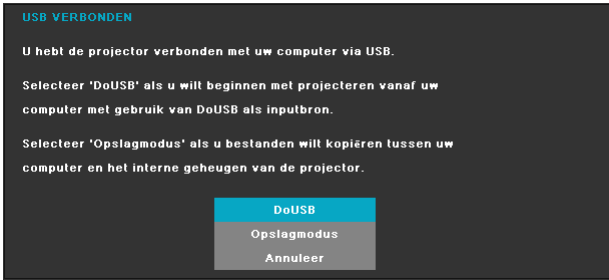 USB VERBONDEN
U hebt de projector verbonden met uw computer via USB.
Selecteer 'DoUSB' als u wilt beginnen met projecteren vanaf uw
computer met gebruik van DoUSB als inputbron.
Selecteer 'Opslagmodus' als u bestanden wilt kopiëren tussen uw
computer en het interne geheugen van de projector.
DoUSB
Opslagmodus
Annuleer